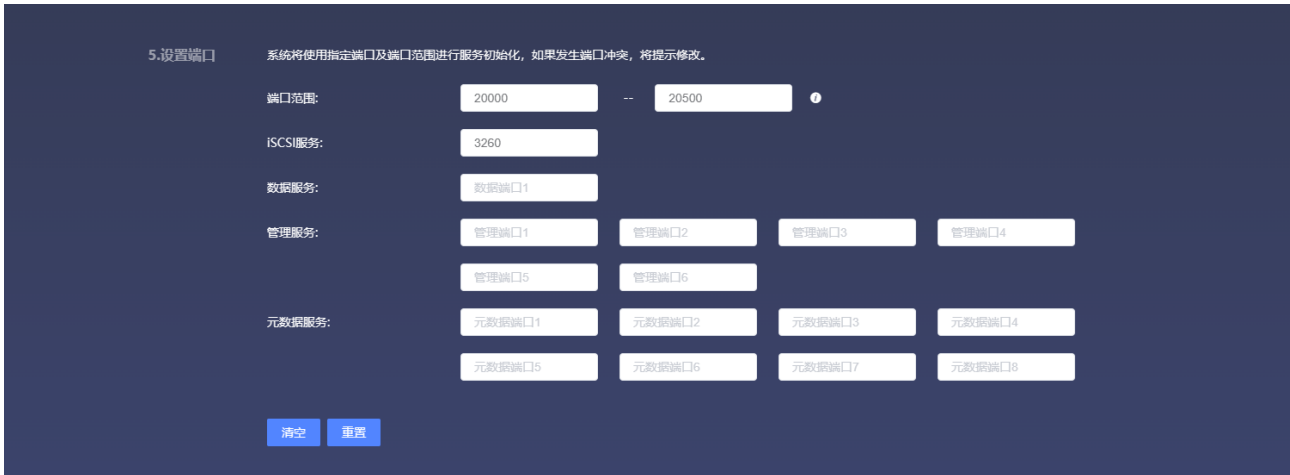 5.设置端口
系统将使用指定端口及端口范围进行服务初始化，如果发生端口冲突，将提示修改。
端口范围: 20000 -- 20500
iSCSI服务: 3260
数据服务: 数据端口1
管理服务: 管理端口1 管理端口2 管理端口3 管理端口4
管理端口5 管理端口6
元数据服务: 元数据端口1 元数据端口2 元数据端口3 元数据端口4
元数据端口5 元数据端口6 元数据端口7 元数据端口8
清空 重置